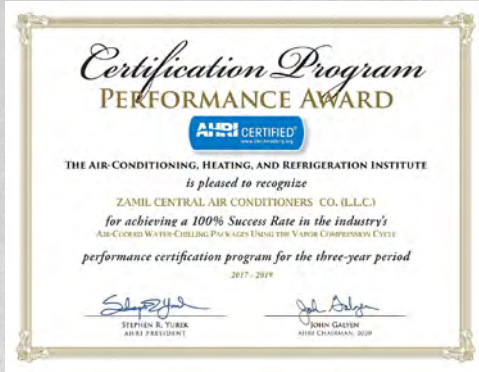 Certification Program
PERFORMANCE AWARD
AHRI CERTIFIED®
www.ahridirectory.org
THE AIR-CONDITIONING, HEATING, AND REFRIGERATION INSTITUTE
is pleased to recognize
ZAMIL CENTRAL AIR CONDITIONERS CO. (L.L.C.)
for achieving a 100% Success Rate in the industry's
AIR-COOLED WATER-CHILLING PACKAGES USING THE VAPOR COMPRESSION CYCLE
performance certification program for the three-year period
2017 - 2019
STEPHEN R. YUREK
JOHN GALYEN
AHRI PRESIDENT
AHRI CHAIRMAN, 2020